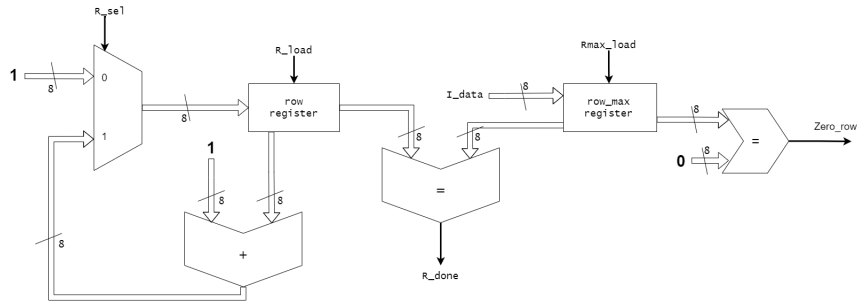 R_sel
R_load
Rmax_load
1
8
0
8
row
register
I_data
8
row_max
register
8
Zero_row
1
8
8
=
0
8
1
8
8
=
8
+
R_done
8